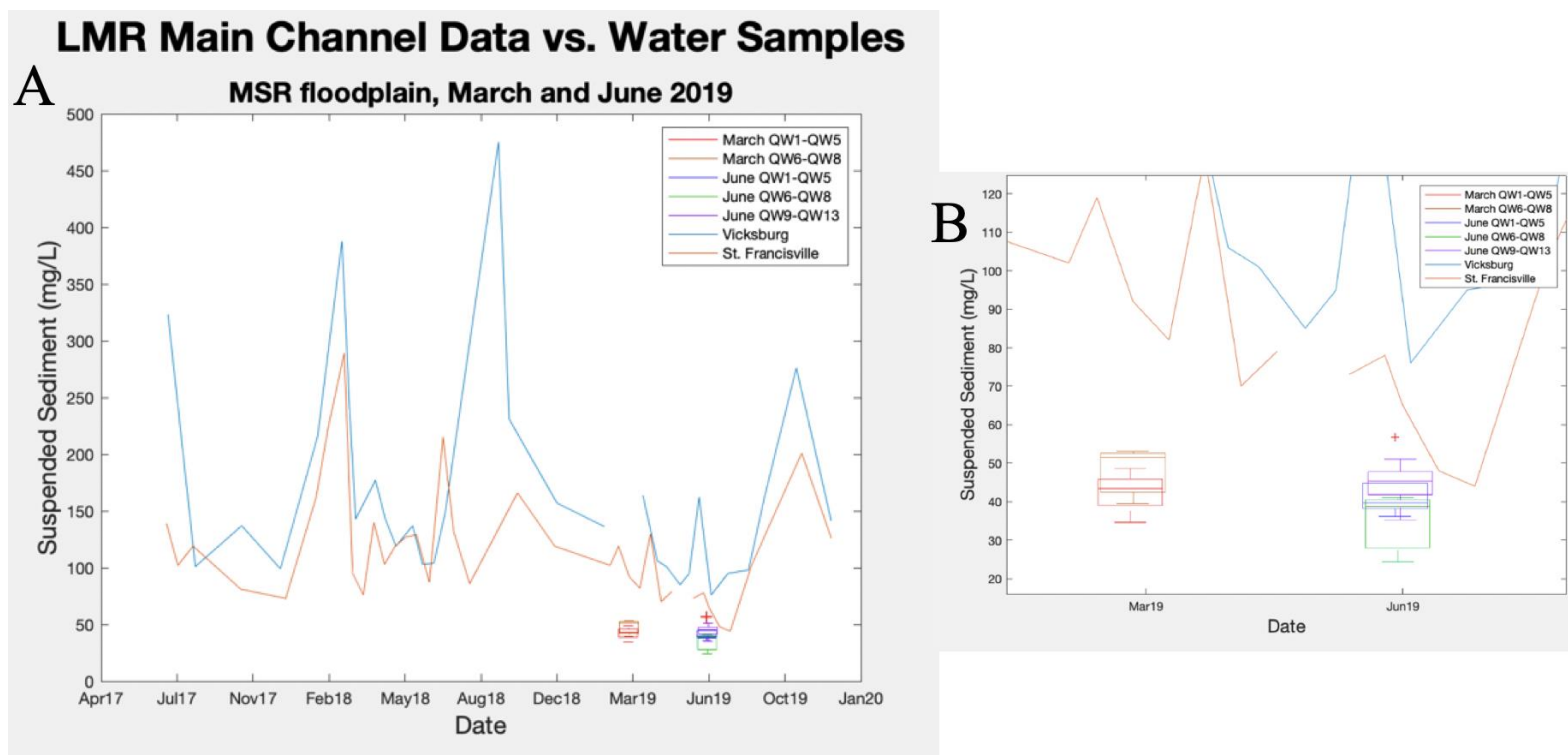 LMR Main Channel Data vs. Water Samples
A
MSR floodplain, March and June 2019
500
450
400
350
300
250
200
150
100
50
0
Suspended Sediment (mg/L)
March QW1-QW5
March QW6-QW8
June QW1-QW5
June QW6-QW8
June QW9-QW13
Vicksburg
St. Francisville
Apr17 Jul17 Nov17 Feb18 May18 Aug18 Dec18 Mar19 Jun19 Oct19 Jan20
Date
B
120
110
100
90
80
70
60
50
40
30
20
Suspended Sediment (mg/L)
March QW1-QW5
March QW6-QW8
June QW1-QW5
June QW6-QW8
June QW9-QW13
Vicksburg
St. Francisville
Mar19 Jun19
Date